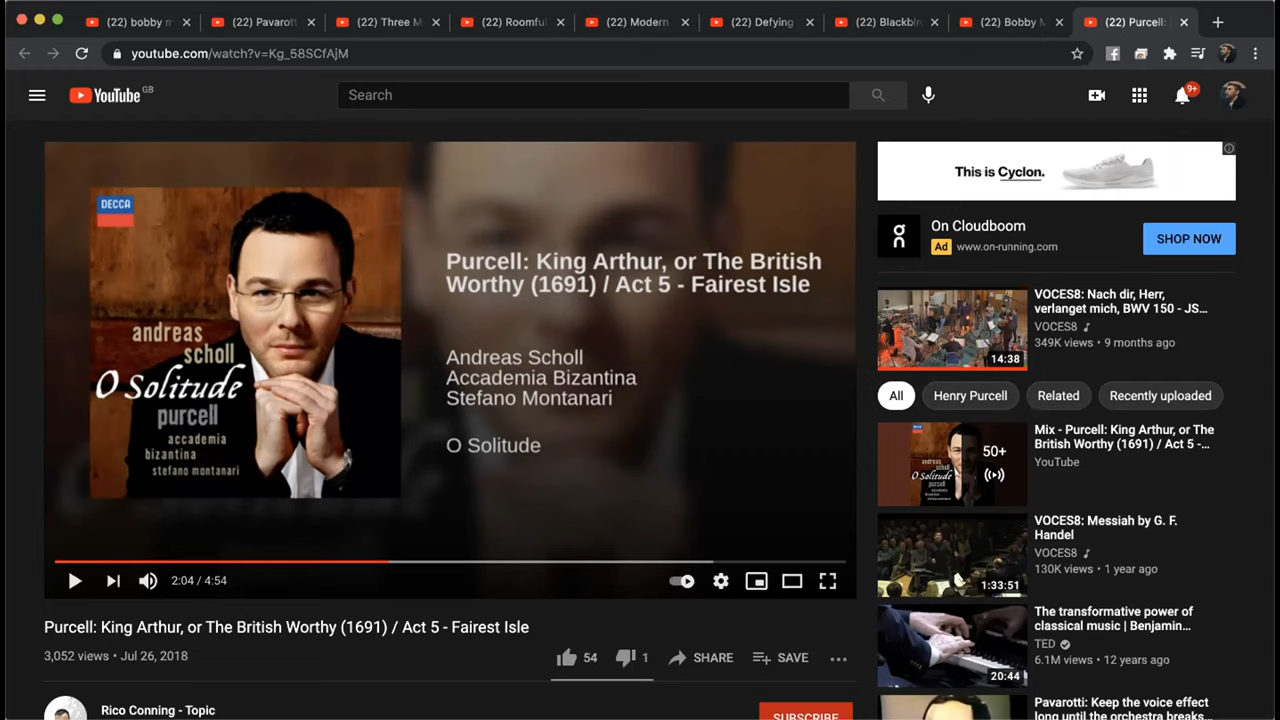 (22) bobby m
(22) Pavarott
(22) Three M
(22) Roomful
(22) Modern
(22) Defying
(22) Blackbir
(22) Bobby M
(22) Purcell:
youtube.com/watch?v=Kg_58SCfAjM
YouTube GB
Search
9+
DECCA
andreas
scholl
O Solitude
purcell
accademia
bizantina
stefano montanari
Purcell: King Arthur, or The British
Worthy (1691) / Act 5 - Fairest Isle
Andreas Scholl
Accademia Bizantina
Stefano Montanari
O Solitude
2:04 / 4:54
Purcell: King Arthur, or The British Worthy (1691) / Act 5 - Fairest Isle
3,052 views • Jul 26, 2018
54
1
SHARE
SAVE
Rico Conning - Topic
SUBSCRIBE
This is Cyclon.
On Cloudboom
Ad www.on-running.com
SHOP NOW
VOCES8: Nach dir, Herr,
verlanget mich, BWV 150 - JS...
VOCES8
349K views • 9 months ago
14:38
All
Henry Purcell
Related
Recently uploaded
Mix - Purcell: King Arthur, or The
British Worthy (1691) / Act 5 -...
YouTube
50+
VOCES8: Messiah by G. F.
Handel
VOCES8
130K views • 1 year ago
1:33:51
The transformative power of
classical music | Benjamin...
TED
6.1M views • 12 years ago
20:44
Pavarotti: Keep the voice effect
long until the orchestra breaks...